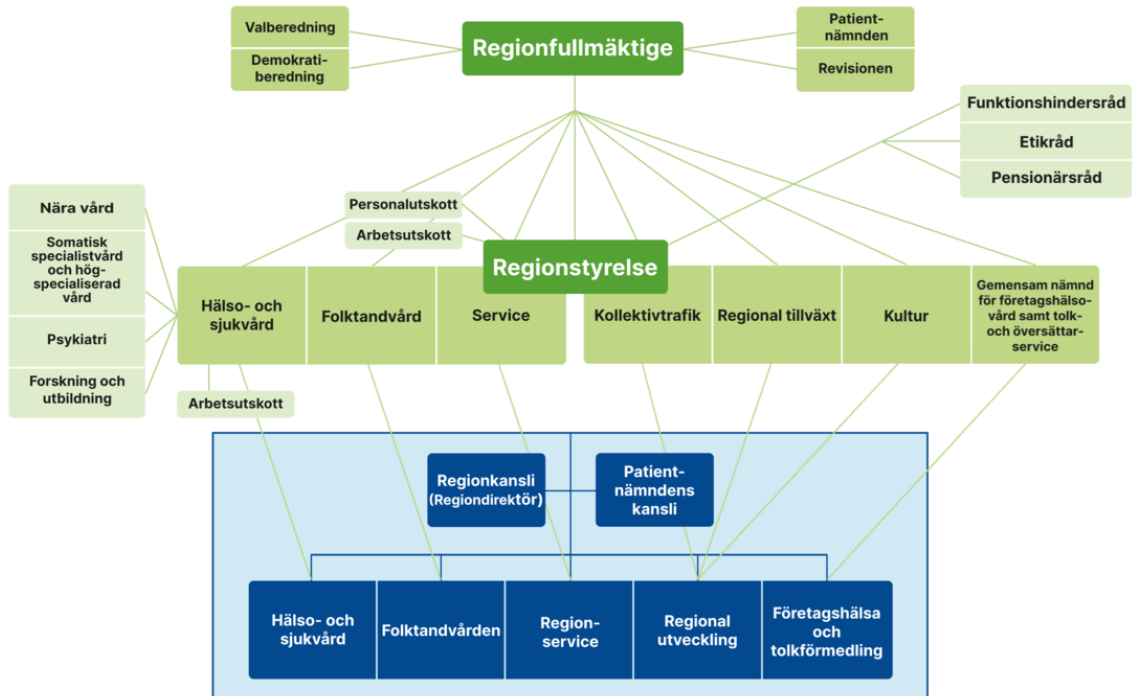 Valberedning
Demokrati-
beredning
Regionfullmäktige
Patient-
nämnden
Revisionen
Funktionshindersråd
Etikråd
Pensionärsråd
Nära vård
Somatisk
specialistvård
och hög-
specialiserad
vård
Psykiatri
Forskning och
utbildning
Personalutskott
Arbetsutskott
Regionstyrelse
Hälso- och
sjukvård
Folktandvård
Service
Kollektivtrafik
Regional tillväxt
Kultur
Gemensam nämnd
för företagshälso-
vård samt tolk-
och översättar-
service
Arbetsutskott
Regionkansli
(Regiondirektör)
Patient-
nämndens
kansli
Hälso- och
sjukvård
Folktandvården
Region-
service
Regional
utveckling
Företagshälsa
och
tolkförmedling